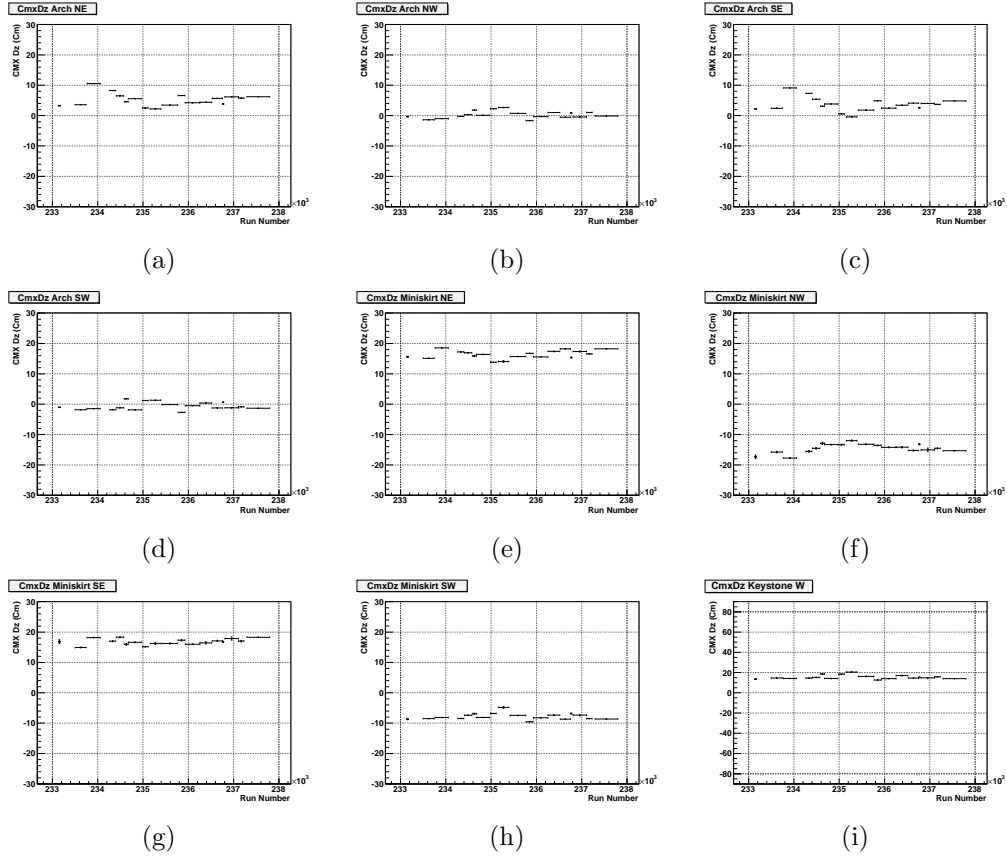 CmxDz Arch NE
CMX Dz (Cm)
30
20
10
0
-10
-20
-30
233 234 235 236 237 238
×10³
Run Number
(a)
CmxDz Arch NW
CMX Dz (Cm)
30
20
10
0
-10
-20
-30
233 234 235 236 237 238
×10³
Run Number
(b)
CmxDz Arch SE
CMX Dz (Cm)
30
20
10
0
-10
-20
-30
233 234 235 236 237 238
×10³
Run Number
(c)
CmxDz Arch SW
CMX Dz (Cm)
30
20
10
0
-10
-20
-30
233 234 235 236 237 238
×10³
Run Number
(d)
CmxDz Miniskirt NE
CMX Dz (Cm)
30
20
10
0
-10
-20
-30
233 234 235 236 237 238
×10³
Run Number
(e)
CmxDz Miniskirt NW
CMX Dz (Cm)
30
20
10
0
-10
-20
-30
233 234 235 236 237 238
×10³
Run Number
(f)
CmxDz Miniskirt SE
CMX Dz (Cm)
30
20
10
0
-10
-20
-30
233 234 235 236 237 238
×10³
Run Number
(g)
CmxDz Miniskirt SW
CMX Dz (Cm)
30
20
10
0
-10
-20
-30
233 234 235 236 237 238
×10³
Run Number
(h)
CmxDz Keystone W
CMX Dz (Cm)
80
60
40
20
0
-20
-40
-60
-80
233 234 235 236 237 238
×10³
Run Number
(i)